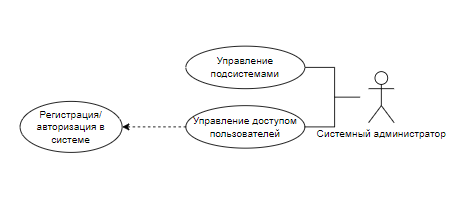 Управление
подсистемами
Регистрация/
авторизация в
системе
Управление доступом
пользователей
Системный администратор